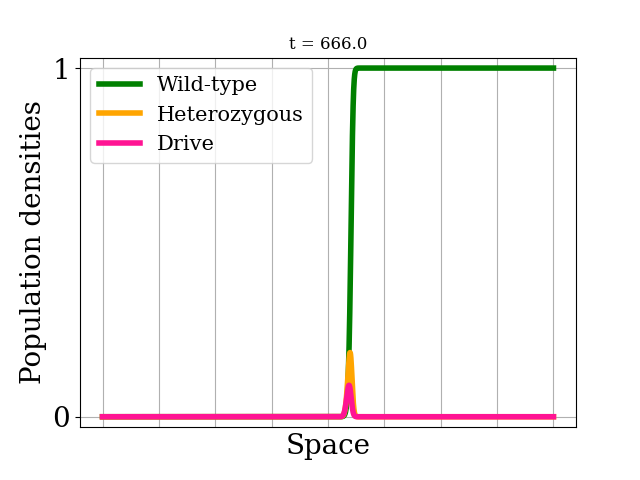 t = 666.0
1
Wild-type
Heterozygous
Drive
Population densities
0
Space